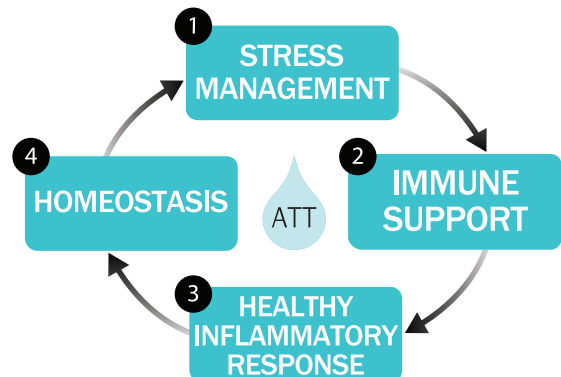 1
STRESS
MANAGEMENT
2
IMMUNE
SUPPORT
3
HEALTHY
INFLAMMATORY
RESPONSE
4
HOMEOSTASIS
ATT